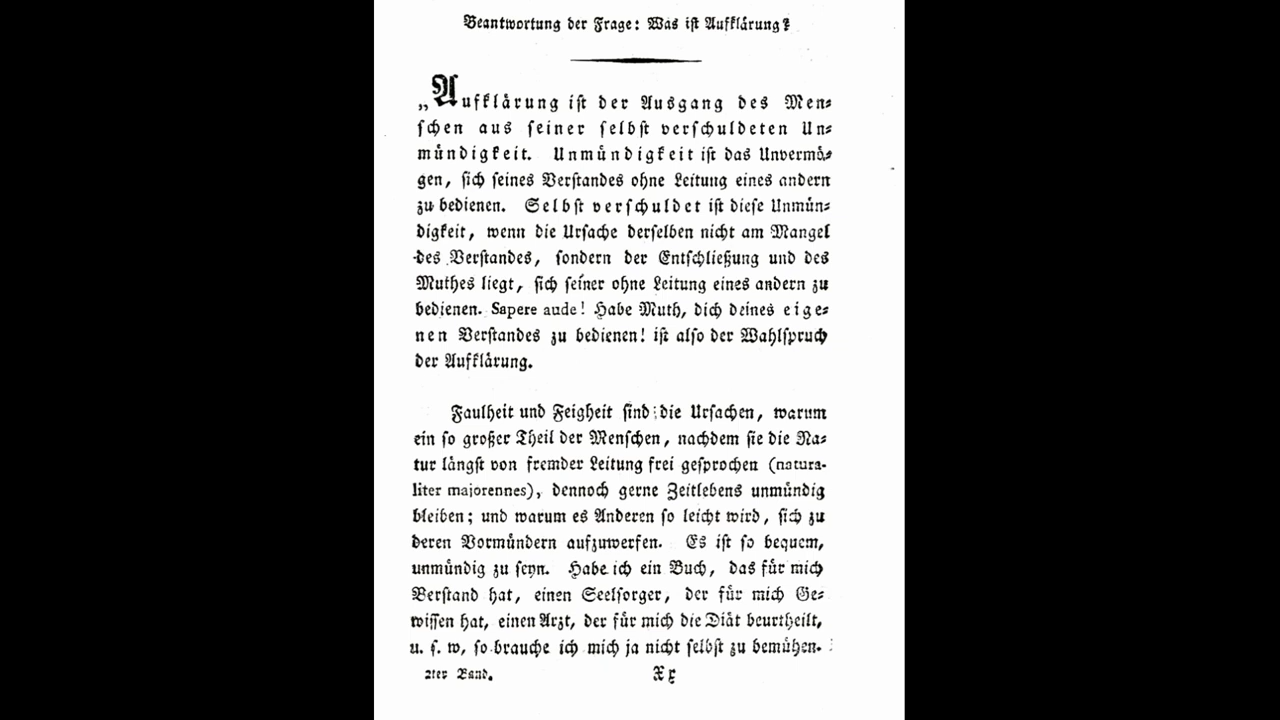 Beantwortung der Frage: Was ist Aufklärung?
„Aufklärung ist der Ausgang des Men-
schen aus seiner selbst verschuldeten Un-
mündigkeit. Unmündigkeit ist das Unvermö-
gen, sich seines Verstandes ohne Leitung eines andern
zu bedienen. Selbst verschuldet ist diese Unmün-
digkeit, wenn die Ursache derselben nicht am Mangel
des Verstandes, sondern der Entschließung und des
Muthes liegt, sich seiner ohne Leitung eines andern zu
bedienen. Sapere aude! Habe Muth, dich deines eige-
nen Verstandes zu bedienen! ist also der Wahlspruch
der Aufklärung.
Faulheit und Feigheit sind die Ursachen, warum
ein so großer Theil der Menschen, nachdem sie die Na-
tur längst von fremder Leitung frei gesprochen (natura-
liter majorennes), dennoch gerne Zeitlebens unmündig
bleiben; und warum es Anderen so leicht wird, sich zu
deren Vormündern aufzuwerfen. Es ist so bequem,
unmündig zu seyn. Habe ich ein Buch, das für mich
Verstand hat, einen Seelsorger, der für mich Ge-
wissen hat, einen Arzt, der für mich die Diät beurtheilt,
u. s. w, so brauche ich mich ja nicht selbst zu bemühen.
2ter Band. Xx